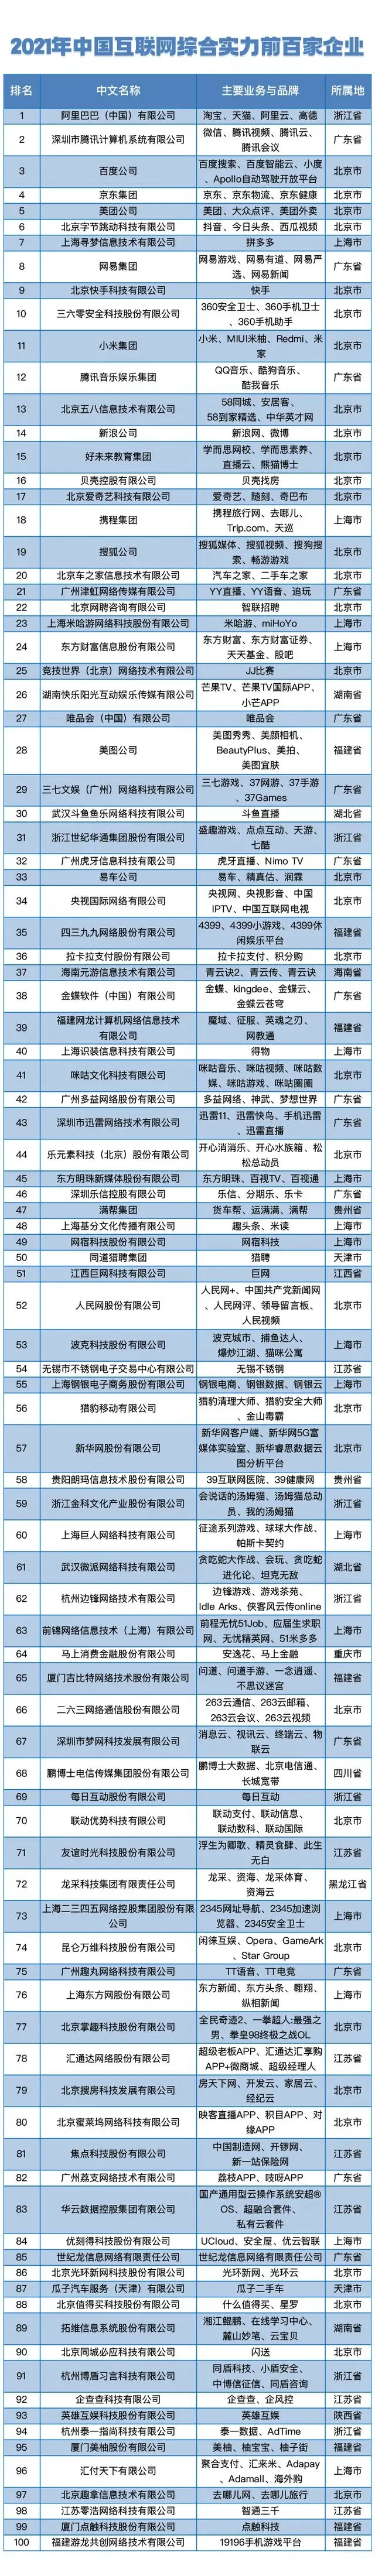 2021年中国互联网综合实力前百家企业
排名 中文名称 主要业务与品牌 所属地
1 阿里巴巴（中国）有限公司 淘宝、天猫、阿里云、高德 浙江省
2 深圳市腾讯计算机系统有限公司 微信、腾讯视频、腾讯云、
腾讯会议 广东省
3 百度公司 百度搜索、百度智能云、小度
、Apollo自动驾驶开放平台 北京市
4 京东集团 京东、京东物流、京东健康 北京市
5 美团公司 美团、大众点评、美团外卖 北京市
6 北京字节跳动科技有限公司 抖音、今日头条、西瓜视频 北京市
7 上海寻梦信息技术有限公司 拼多多 上海市
8 网易集团 网易游戏、网易有道、网易严
选、网易新闻 广东省
9 北京快手科技有限公司 快手 北京市
10 三六零安全科技股份有限公司 360安全卫士、360手机卫士
、360手机助手 北京市
11 小米集团 小米、MIUI米柚、Redmi、米
家 北京市
12 腾讯音乐娱乐集团 QQ音乐、酷狗音乐、
酷我音乐 广东省
13 北京五八信息技术有限公司 58同城、安居客、
58到家精选、中华英才网 北京市
14 新浪公司 新浪网、微博 北京市
15 好未来教育集团 学而思网校、学而思素养、
直播云、熊猫博士 北京市
16 贝壳控股有限公司 贝壳找房 北京市
17 北京爱奇艺科技有限公司 爱奇艺、随刻、奇巴布 北京市
18 携程集团 携程旅行网、去哪儿、
Trip.com、天巡 上海市
19 搜狐公司 搜狐媒体、搜狐视频、搜狗搜
索、畅游游戏 北京市
20 北京车之家信息技术有限公司 汽车之家、二手车之家 北京市
21 广州津虹网络传媒有限公司 YY直播、YY语音、追玩 广东省
22 北京网聘咨询有限公司 智联招聘 北京市
23 上海米哈游网络科技股份有限公司 米哈游、miHoYo 上海市
24 东方财富信息股份有限公司 东方财富、东方财富证券、
天天基金、股吧 上海市
25 竞技世界（北京）网络技术有限公司 JJ比赛 北京市
26 湖南快乐阳光互动娱乐传媒有限公司 芒果TV、芒果TV国际APP、
小芒APP 湖南省
27 唯品会（中国）有限公司 唯品会 广东省
28 美图公司 美图秀秀、美颜相机、
BeautyPlus、美拍、
美图宜肤 福建省
29 三七文娱（广州）网络科技有限公司 三七游戏、37网游、37手游
、37Games 广东省
30 武汉斗鱼鱼乐网络科技有限公司 斗鱼直播 湖北省
31 浙江世纪华通集团股份有限公司 盛趣游戏、点点互动、天游、
七酷 浙江省
32 广州虎牙信息科技有限公司 虎牙直播、Nimo TV 广东省
33 易车公司 易车、精真估、润霖 北京市
34 央视国际网络有限公司 央视网、央视影音、中国
IPTV、中国互联网电视 北京市
35 四三九九网络股份有限公司 4399、4399小游戏、4399休
闲娱乐平台 福建省
36 拉卡拉支付股份有限公司 拉卡拉支付、积分购 北京市
37 海南元游信息技术有限公司 青云诀2、青云传、青云诀 海南省
38 金蝶软件（中国）有限公司 金蝶、kingdee、金蝶云、
金蝶云苍穹 广东省
39 福建网龙计算机网络信息技术
有限公司 魔域、征服、英魂之刃、
网教通 福建省
40 上海识装信息科技有限公司 得物 上海市
41 咪咕文化科技有限公司 咪咕音乐、咪咕视频、咪咕数
媒、咪咕游戏、咪咕圈圈 北京市
42 广州多益网络股份有限公司 多益网络、神武、梦想世界 广东省
43 深圳市迅雷网络技术有限公司 迅雷11、迅雷快鸟、手机迅雷
、迅雷直播 广东省
44 乐元素科技（北京）股份有限公司 开心消消乐、开心水族箱、松
松总动员 北京市
45 东方明珠新媒体股份有限公司 东方明珠、百视TV、百视通 上海市
46 深圳乐信控股有限公司 乐信、分期乐、乐卡 广东省
47 满帮集团 货车帮、运满满、满帮 贵州省
48 上海基分文化传播有限公司 趣头条、米读 上海市
49 网宿科技股份有限公司 网宿科技 上海市
50 同道猎聘集团 猎聘 天津市
51 江西巨网科技有限公司 巨网 江西省
52 人民网股份有限公司 人民网+、中国共产党新闻网
、人民网评、领导留言板、
人民视频 北京市
53 波克科技股份有限公司 波克城市、捕鱼达人、
爆炒江湖、猫咪公寓 上海市
54 无锡市不锈钢电子交易中心有限公司 无锡不锈钢 江苏省
55 上海钢银电子商务股份有限公司 钢银电商、钢银数据、钢银云 上海市
56 猎豹移动有限公司 猎豹清理大师、猎豹安全大师
、金山毒霸 北京市
57 新华网股份有限公司 新华网客户端、新华网5G富
媒体实验室、新华睿思数据云
图分析平台 北京市
58 贵阳朗玛信息技术股份有限公司 39互联网医院、39健康网 贵州省
59 浙江金科文化产业股份有限公司 会说话的汤姆猫、汤姆猫总动
员、我的汤姆猫 浙江省
60 上海巨人网络科技有限公司 征途系列游戏、球球大作战、
帕斯卡契约 上海市
61 武汉微派网络科技有限公司 贪吃蛇大作战、会玩、贪吃蛇
进化论、坦克无敌 湖北省
62 杭州边锋网络技术有限公司 边锋游戏、游戏茶苑、
Idle Arks、侠客风云传online 浙江省
63 前锦网络信息技术（上海）有限公司 前程无忧51Job、应届生求职
网、无忧精英网、51米多多 上海市
64 马上消费金融股份有限公司 安逸花、马上金融 重庆市
65 厦门吉比特网络技术股份有限公司 问道、问道手游、一念逍遥、
不思议迷宫 福建省
66 二六三网络通信股份有限公司 263云通信、263云邮箱、
263云会议、263云视频 北京市
67 深圳市梦网科技发展有限公司 消息云、视讯云、终端云、物
联云 广东省
68 鹏博士电信传媒集团股份有限公司 鹏博士大数据、北京电信通、
长城宽带 四川省
69 每日互动股份有限公司 每日互动 浙江省
70 联动优势科技有限公司 联动支付、联动信息、
联动数科、联动国际 北京市
71 友谊时光科技股份有限公司 浮生为卿歌、精灵食肆、此生
无白 江苏省
72 龙采科技集团有限责任公司 龙采、资海、龙采体育、
资海云 黑龙江省
73 上海二三四五网络控股集团股份有限
公司 2345网址导航、2345加速浏
览器、2345安全卫士 上海市
74 昆仑万维科技股份有限公司 闲徕互娱、Opera、GameArk
、Star Group 北京市
75 广州趣丸网络科技有限公司 TT语音、TT电竞 广东省
76 上海东方网股份有限公司 东方新闻、东方头条、翱翔、
纵相新闻 上海市
77 北京掌趣科技股份有限公司 全民奇迹2、一拳超人:最强之
男、拳皇98终极之战OL 北京市
78 汇通达网络股份有限公司 超级老板APP、汇通达汇享购
APP+微商城、超级经理人 江苏省
79 北京搜房科技发展有限公司 房天下网、开发云、家居云、
经纪云 北京市
80 北京蜜莱坞网络科技有限公司 映客直播APP、积目APP、对
缘APP 北京市
81 焦点科技股份有限公司 中国制造网、开锣网、
新一站保险网 江苏省
82 广州荔支网络技术有限公司 荔枝APP、吱呀APP 广东省
83 华云数据控股集团有限公司 国产通用型云操作系统安超®
OS、超融合套件、
私有云套件 江苏省
84 优刻得科技股份有限公司 UCloud、安全屋、优云智联 上海市
85 世纪龙信息网络有限责任公司 世纪龙信息网络有限责任公司 广东省
86 北京光环新网科技股份有限公司 光环新网、光环云 北京市
87 瓜子汽车服务（天津）有限公司 瓜子二手车 天津市
88 北京值得买科技股份有限公司 什么值得买、星罗 北京市
89 拓维信息系统股份有限公司 湘江鲲鹏、在线学习中心、
麓山妙笔、云宝贝 湖南省
90 北京同城必应科技有限公司 闪送 北京市
91 杭州博盾习言科技有限公司 同盾科技、小盾安全、
中博信征信、同盾咨询 浙江省
92 企查查科技有限公司 企查查、企风控 江苏省
93 英雄互娱科技股份有限公司 英雄互娱 陕西省
94 杭州泰一指尚科技有限公司 泰一数据、AdTime 浙江省
95 厦门美柚股份有限公司 美柚、柚宝宝、柚子街 福建省
96 汇付天下有限公司 聚合支付、汇来米、Adapay、
Adamall、海外购 上海市
97 北京趣拿信息技术有限公司 去哪儿网、去哪儿旅行 北京市
98 江苏零浩网络科技有限公司 智通三千 江苏省
99 厦门点触科技股份有限公司 点触科技 福建省
100 福建游龙共创网络技术有限公司 19196手机游戏平台 福建省